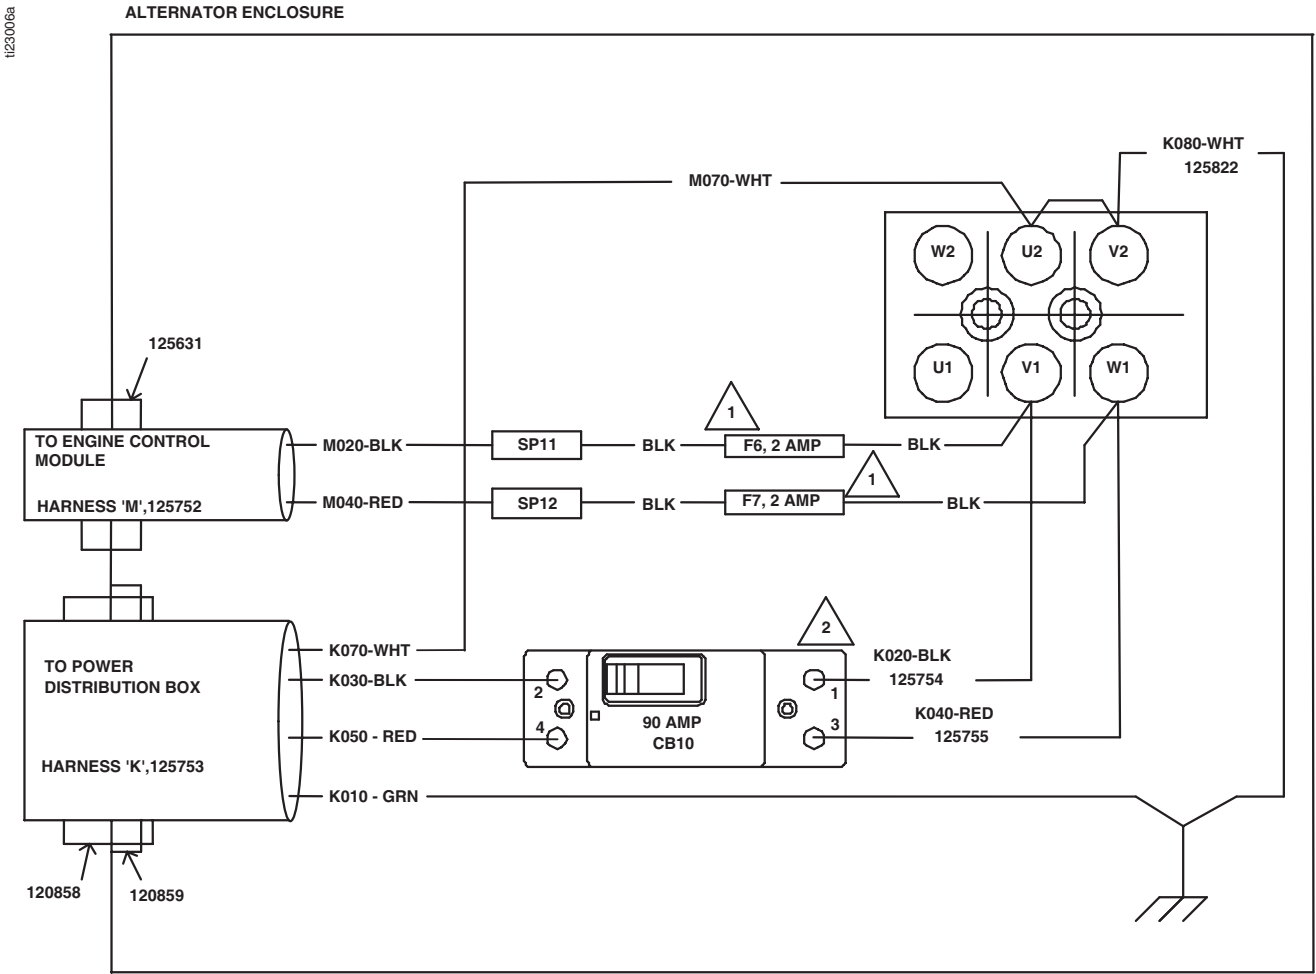 ti23006a
ALTERNATOR ENCLOSURE
K080-WHT
125822
M070-WHT
W2
U2
V2
125631
U1
V1
W1
1
TO ENGINE CONTROL
MODULE
M020-BLK
SP11
BLK
F6, 2 AMP
BLK
1
HARNESS 'M',125752
M040-RED
SP12
BLK
F7, 2 AMP
BLK
2
K070-WHT
K020-BLK
TO POWER
DISTRIBUTION BOX
K030-BLK
2
1
125754
90 AMP
CB10
K040-RED
K050 - RED
4
3
125755
HARNESS 'K',125753
K010 - GRN
120858
120859